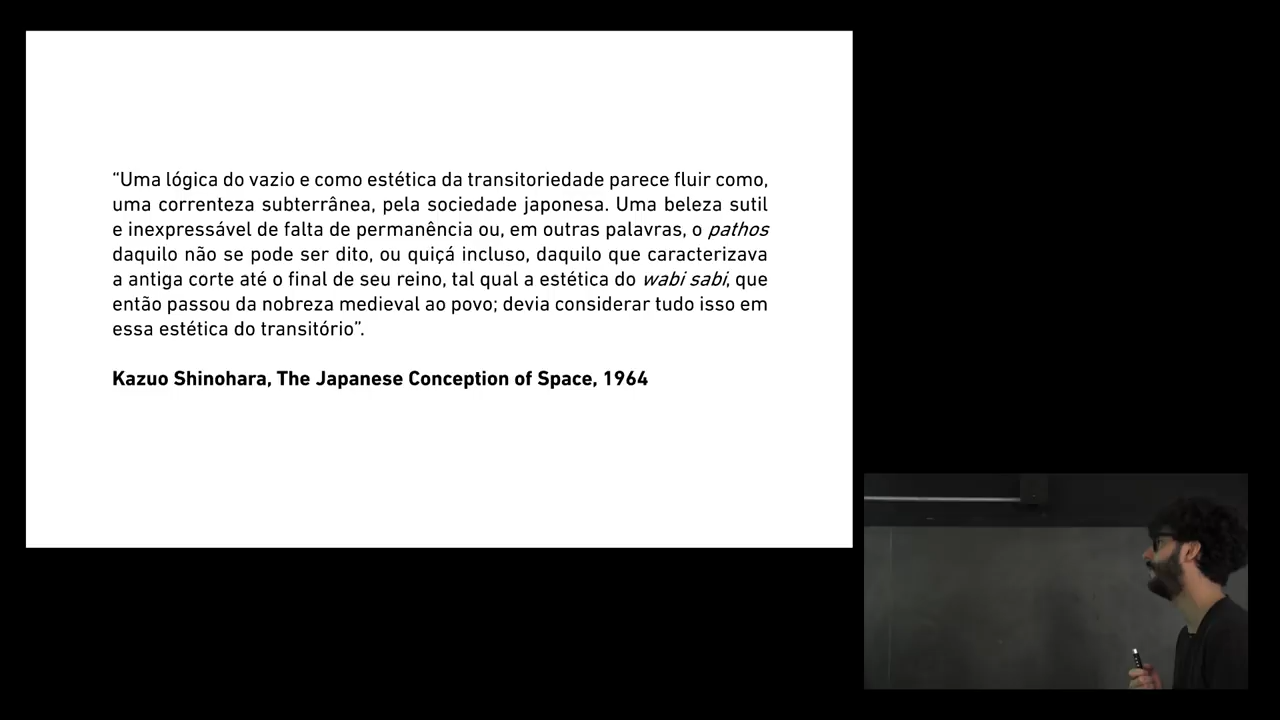 “Uma lógica do vazio e como estética da transitoriedade parece fluir como,
uma correnteza subterrânea, pela sociedade japonesa. Uma beleza sutil
e inexpressável de falta de permanência ou, em outras palavras, o pathos
daquilo não se pode ser dito, ou quiçá incluso, daquilo que caracterizava
a antiga corte até o final de seu reino, tal qual a estética do wabi sabi, que
então passou da nobreza medieval ao povo; devia considerar tudo isso em
essa estética do transitório”.
Kazuo Shinohara, The Japanese Conception of Space, 1964